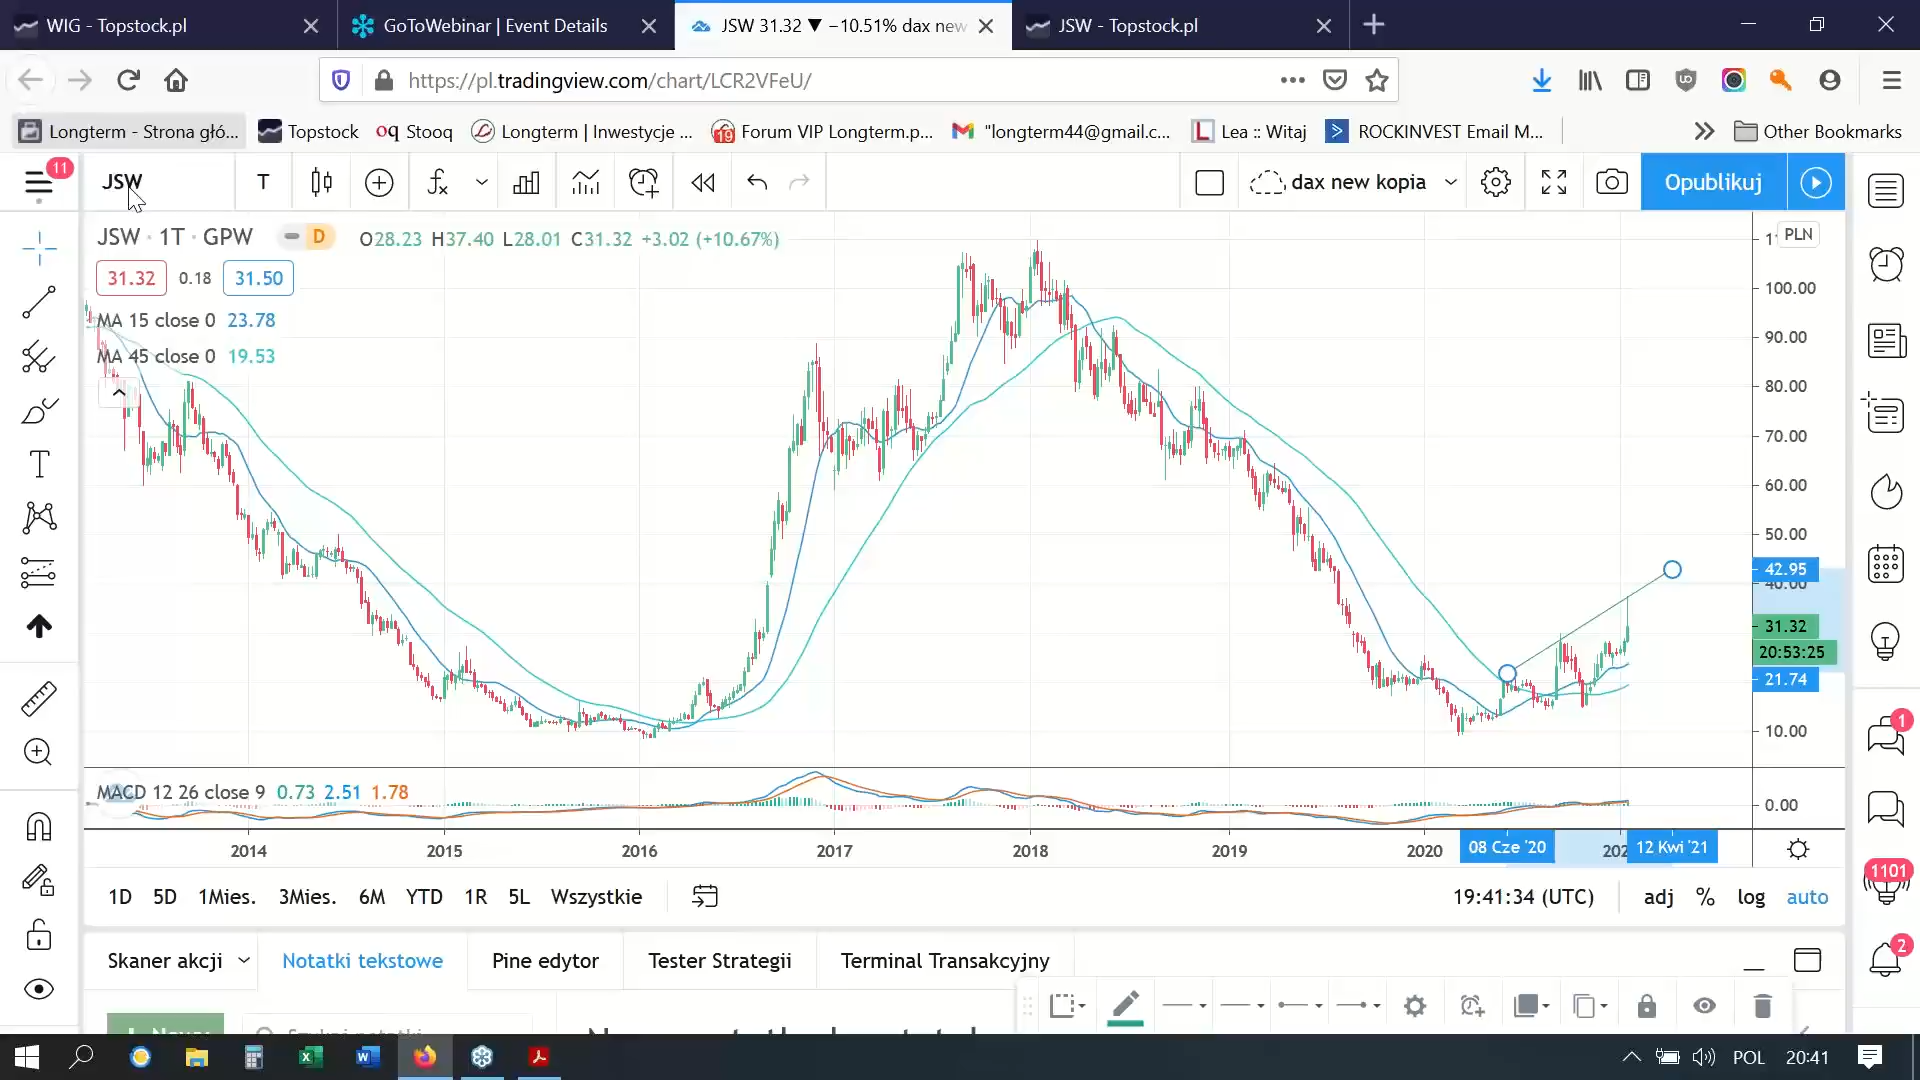 WIG - Topstock.pl
GoToWebinar | Event Details
JSW 31.32 ▼ −10.51% dax new
JSW - Topstock.pl
https://pl.tradingview.com/chart/LCR2VFeU/
Longterm - Strona głó...
Topstock
Stooq
Longterm | Inwestycje ...
Forum VIP Longterm.p...
"longterm44@gmail.c...
Lea :: Witaj
ROCKINVEST Email M...
Other Bookmarks
11
JSW
T
dax new kopia
Opublikuj
JSW · 1T · GPW
D
O28.23 H37.40 L28.01 C31.32 +3.02 (+10.67%)
PLN
31.32 0.18 31.50
MA 15 close 0 23.78
MA 45 close 0 19.53
100.00
90.00
80.00
70.00
60.00
50.00
42.95
40.00
31.32
20:53:25
21.74
10.00
MACD 12 26 close 9 0.73 2.51 1.78
0.00
2014 2015 2016 2017 2018 2019 2020 08 Cze '20 12 Kwi '21
1D 5D 1Mies. 3Mies. 6M YTD 1R 5L Wszystkie
19:41:34 (UTC) adj % log auto
1
1101
2
Skaner akcji Notatki tekstowe Pine edytor Tester Strategii Terminal Transakcyjny
POL 20:41